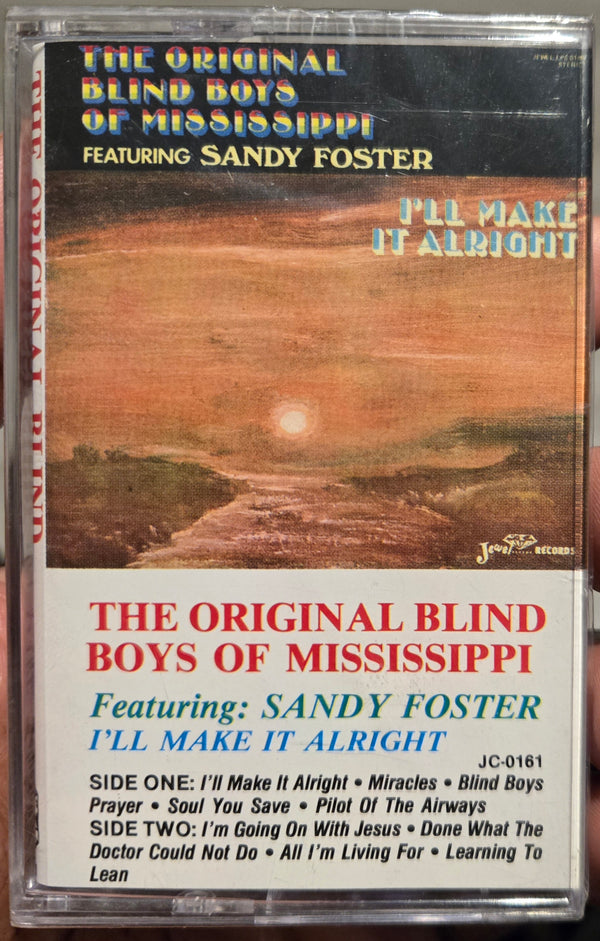 THE ORIGINAL
BLIND BOYS
OF MISSISSIPPI
FEATURING SANDY FOSTER
I'LL MAKE
IT ALRIGHT
Jewel
RECORDS
THE ORIGINAL BLIND
THE ORIGINAL BLIND
BOYS OF MISSISSIPPI
Featuring: SANDY FOSTER
I'LL MAKE IT ALRIGHT
JC-0161
SIDE ONE: I'll Make It Alright • Miracles • Blind Boys
Prayer • Soul You Save • Pilot Of The Airways
SIDE TWO: I'm Going On With Jesus • Done What The
Doctor Could Not Do • All I'm Living For • Learning To
Lean